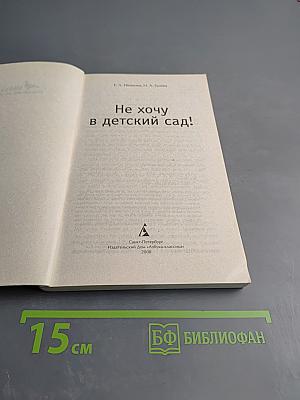 Не хочу
в детский сад!
Санкт-Петербург
Издательский Дом «Азбука-классика»
2008
15 см
БФ БИБЛИОФАН